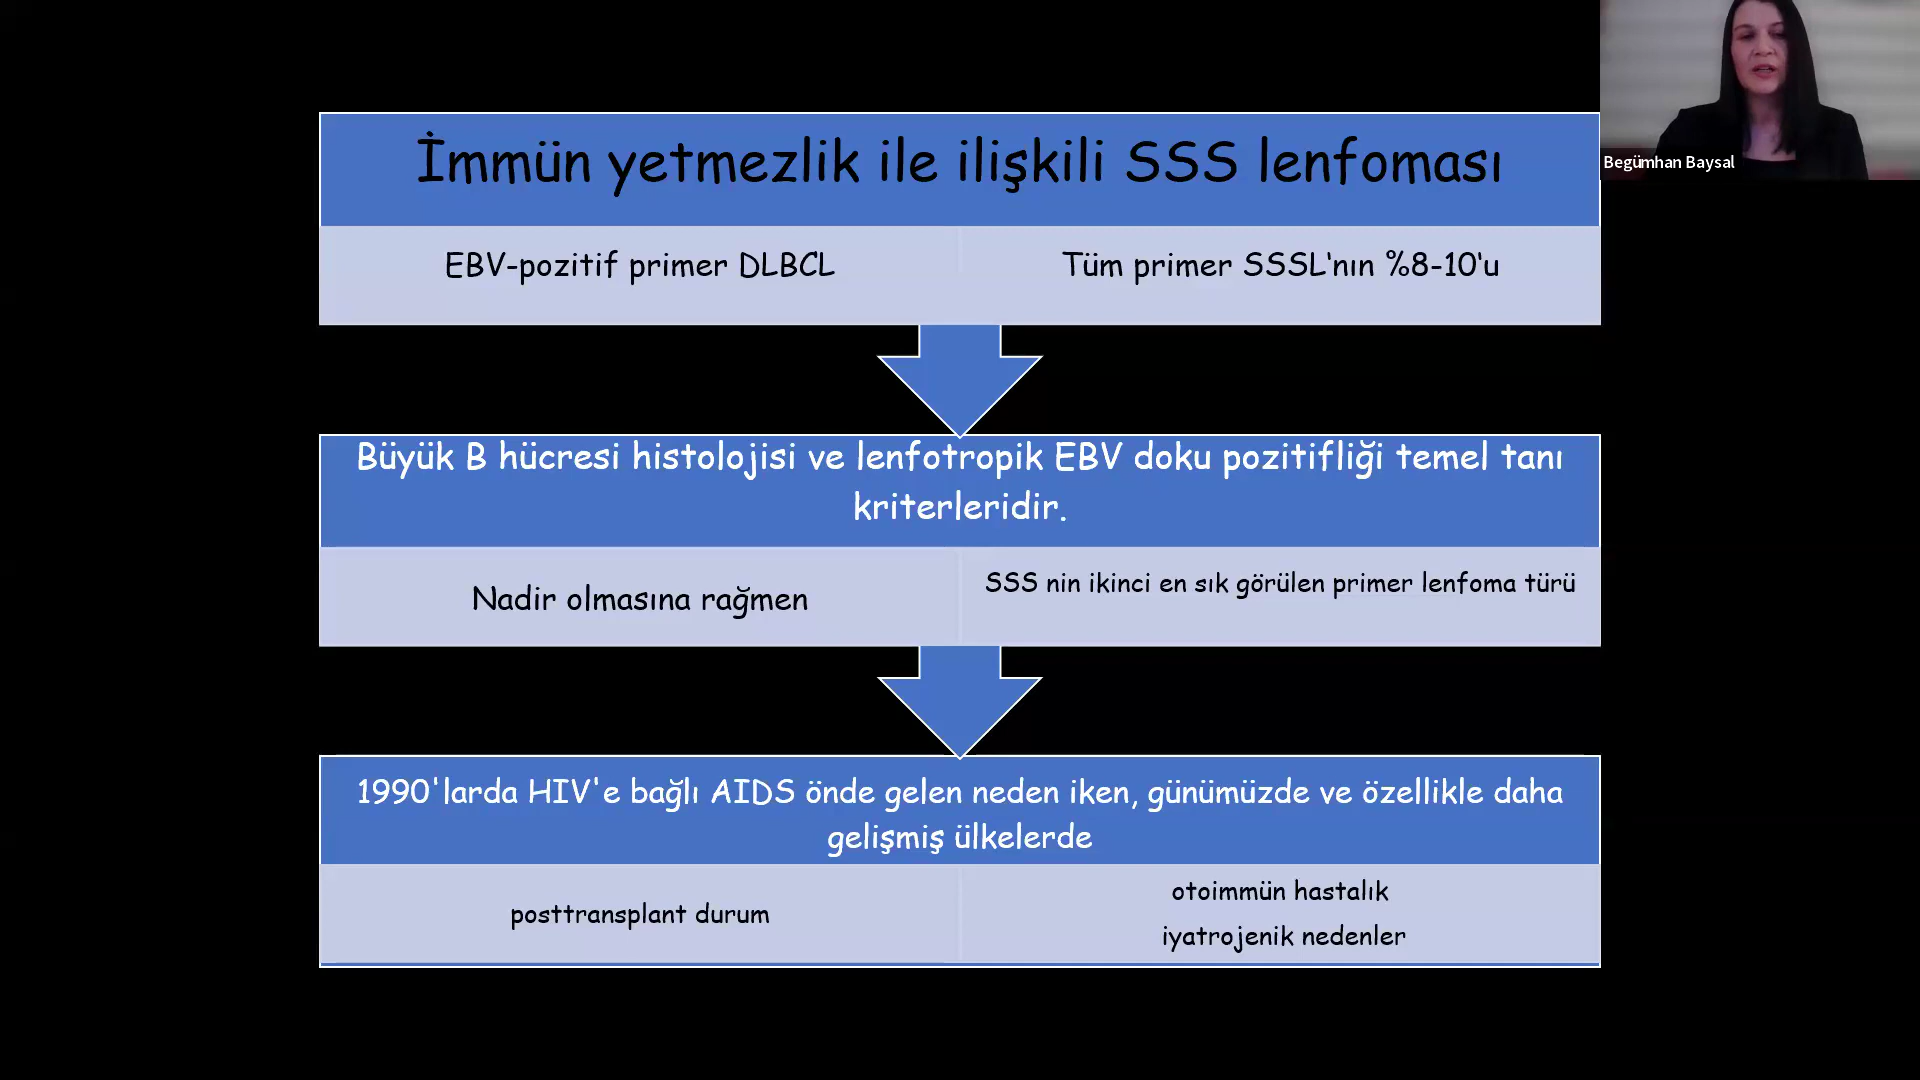 İmmün yetmezlik ile ilişkili SSS lenfoması
EBV-pozitif primer DLBCL
Tüm primer SSSL'nın %8-10'u
Büyük B hücresi histolojisi ve lenfotropik EBV doku pozitifliği temel tanı
kriterleridir.
Nadir olmasına rağmen
SSS nin ikinci en sık görülen primer lenfoma türü
1990'larda HIV'e bağlı AIDS önde gelen neden iken, günümüzde ve özellikle daha
gelişmiş ülkelerde
posttransplant durum
otoimmün hastalık
iyatrojenik nedenler
Begümhan Baysal